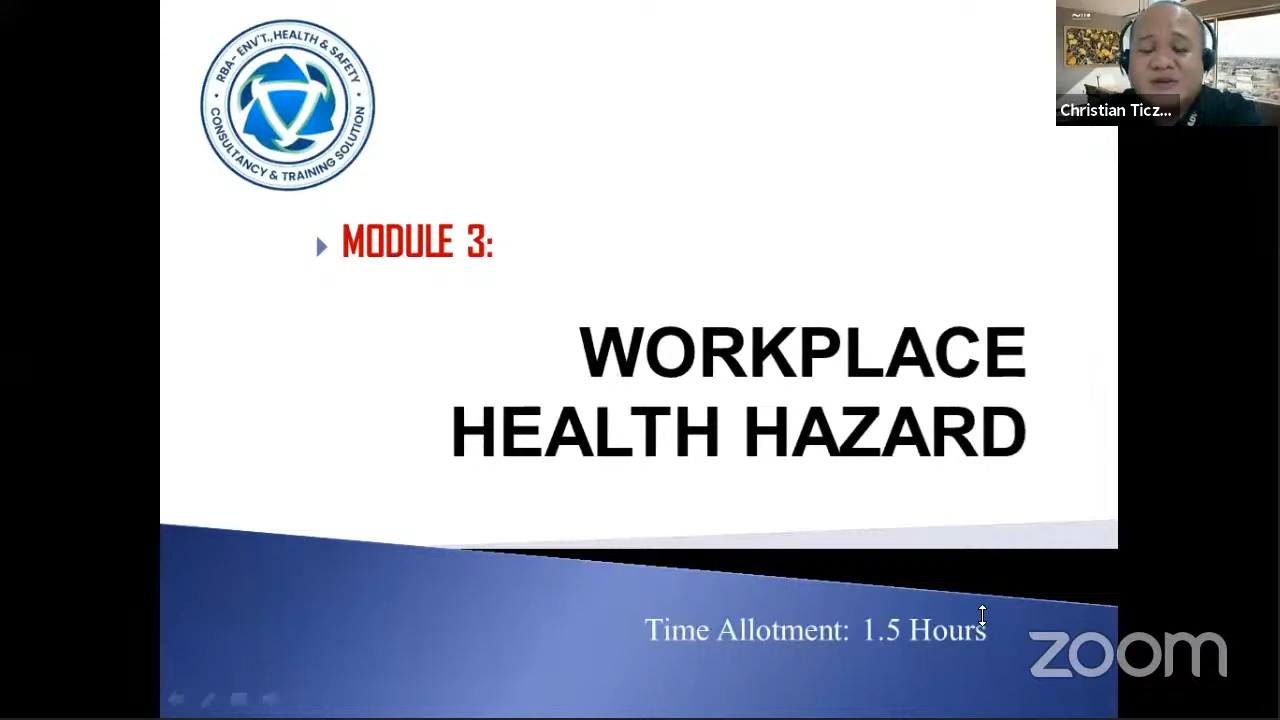 RBA- ENV'T., HEALTH & SAFETY
CONSULTANCY & TRAINING SOLUTION
Christian Ticz...
MODULE 3:
WORKPLACE
HEALTH HAZARD
Time Allotment: 1.5 Hours
zoom